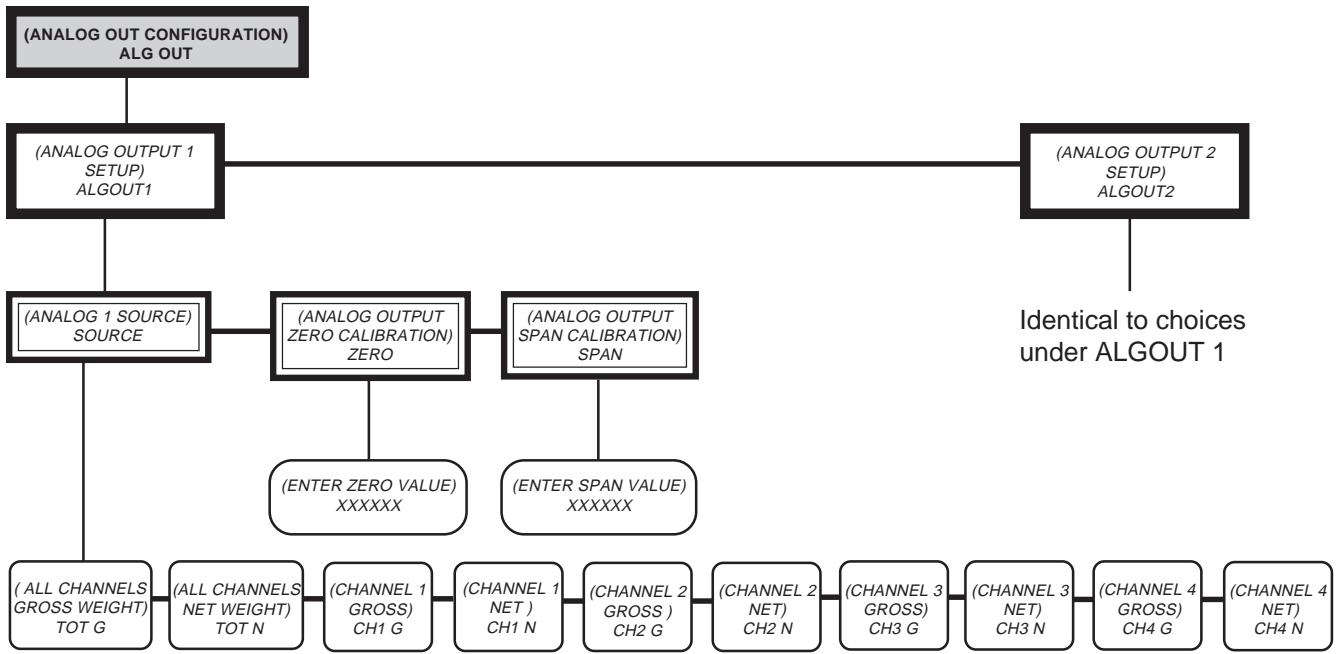 (ANALOG OUT CONFIGURATION)
ALG OUT
(ANALOG OUTPUT 1
SETUP)
ALGOUT1
(ANALOG OUTPUT 2
SETUP)
ALGOUT2
(ANALOG 1 SOURCE)
SOURCE
(ANALOG OUTPUT
ZERO CALIBRATION)
ZERO
(ANALOG OUTPUT
SPAN CALIBRATION)
SPAN
Identical to choices
under ALGOUT 1
(ENTER ZERO VALUE)
XXXXXX
(ENTER SPAN VALUE)
XXXXXX
( ALL CHANNELS
GROSS WEIGHT)
TOT G
(ALL CHANNELS
NET WEIGHT)
TOT N
(CHANNEL 1
GROSS)
CH1 G
(CHANNEL 1
NET )
CH1 N
(CHANNEL 2
GROSS )
CH2 G
(CHANNEL 2
NET)
CH2 N
(CHANNEL 3
GROSS)
CH3 G
(CHANNEL 3
NET)
CH3 N
(CHANNEL 4
GROSS)
CH4 G
(CHANNEL 4
NET)
CH4 N